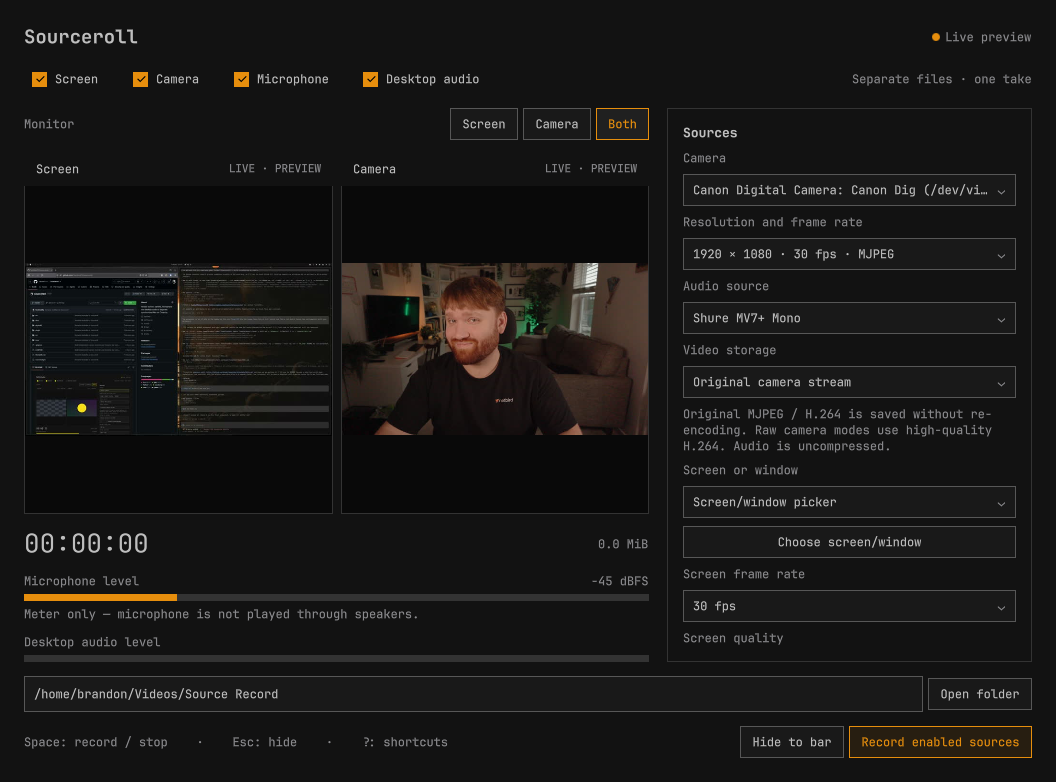 Sourceroll
Live preview
Screen
Camera
Microphone
Desktop audio
Separate files · one take
Monitor
Screen
Camera
Both
Screen
LIVE · PREVIEW
Camera
LIVE · PREVIEW
00:00:00
0.0 MiB
Microphone level
-45 dBFS
Meter only — microphone is not played through speakers.
Desktop audio level
Sources
Camera
Canon Digital Camera: Canon Dig (/dev/vi…
Resolution and frame rate
1920 × 1080 · 30 fps · MJPEG
Audio source
Shure MV7+ Mono
Video storage
Original camera stream
Original MJPEG / H.264 is saved without re-
encoding. Raw camera modes use high-quality
H.264. Audio is uncompressed.
Screen or window
Screen/window picker
Choose screen/window
Screen frame rate
30 fps
Screen quality
/home/brandon/Videos/Source Record
Open folder
Space: record / stop · Esc: hide · ?: shortcuts
Hide to bar
Record enabled sources